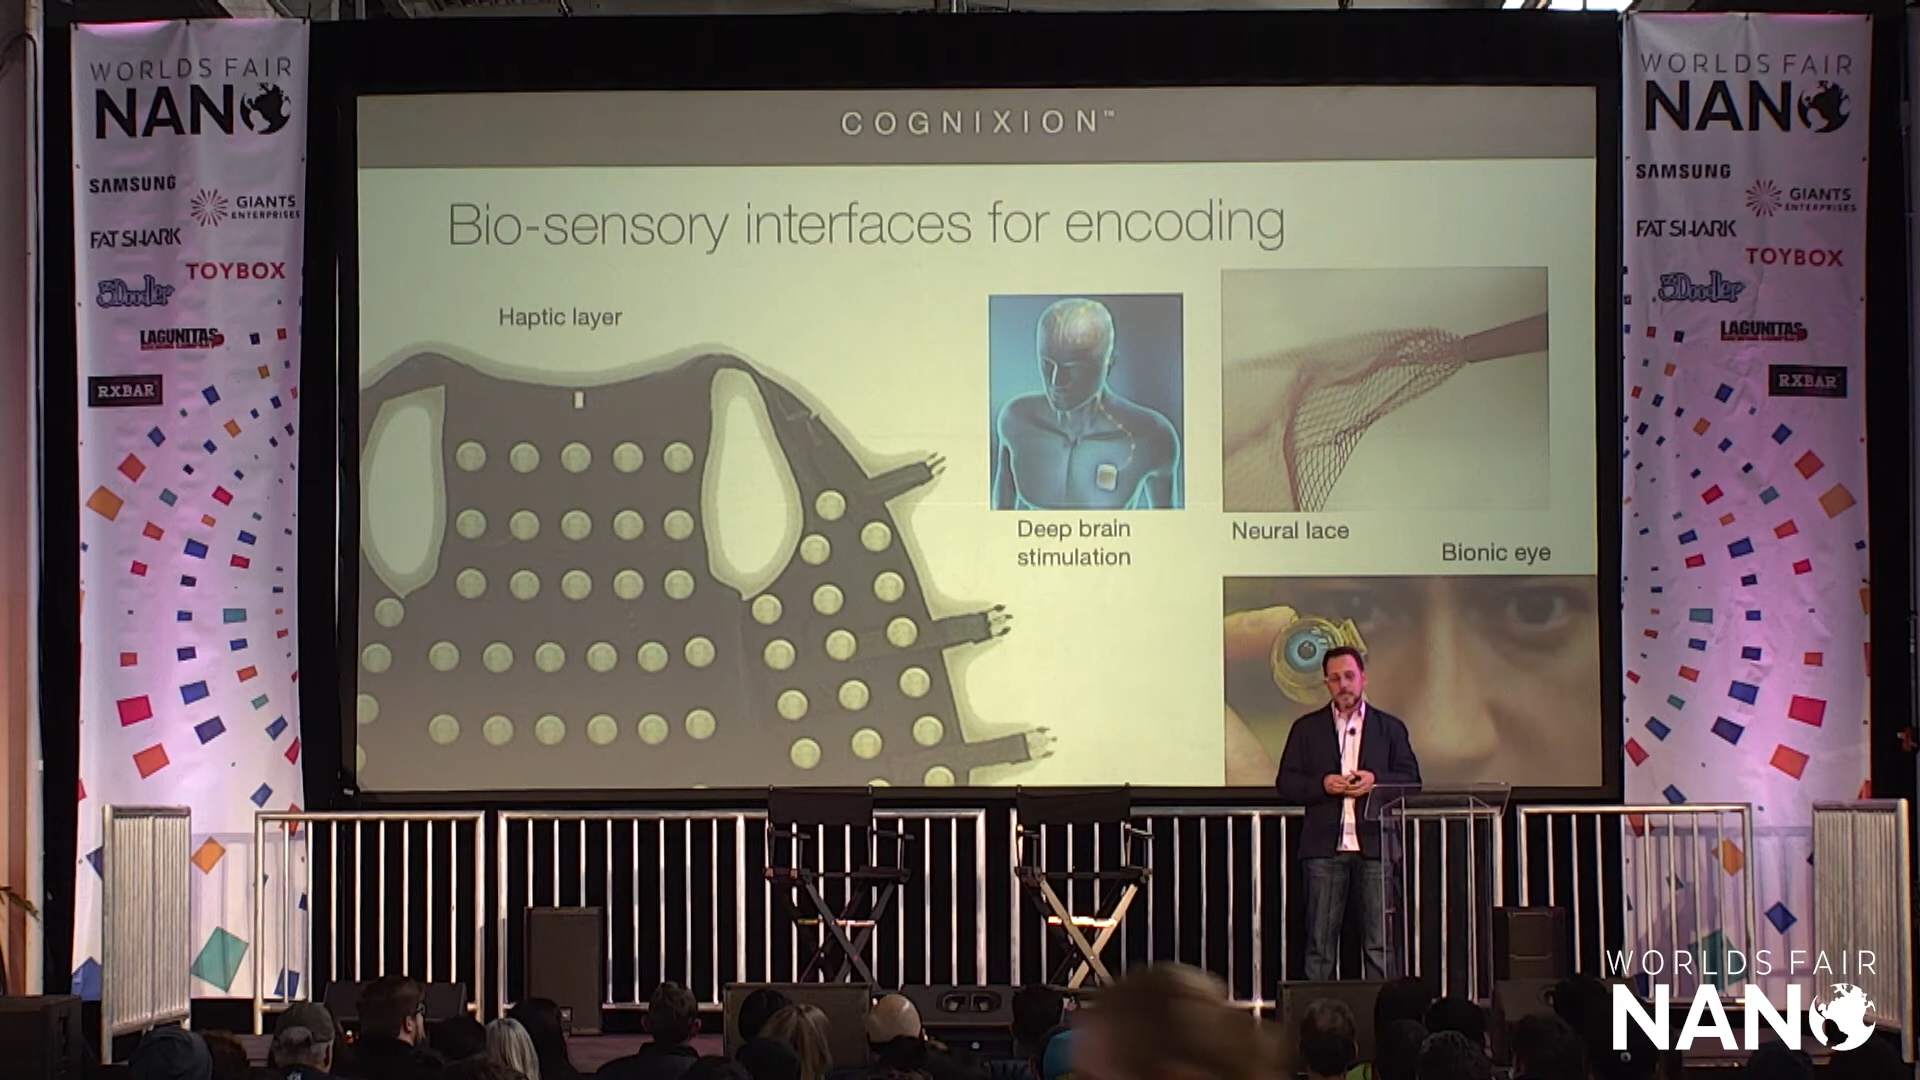 WORLDS FAIR
NANO
SAMSUNG
GIANTS
ENTERPRISES
FAT SHARK
TOYBOX
3Doodler
LAGUNITAS
RXBAR
COGNIXION™
Bio-sensory interfaces for encoding
Haptic layer
Deep brain
stimulation
Neural lace
Bionic eye
WORLDS FAIR
NANO
SAMSUNG
GIANTS
ENTERPRISES
FAT SHARK
TOYBOX
3Doodler
LAGUNITAS
RXBAR
WORLDS FAIR
NANO